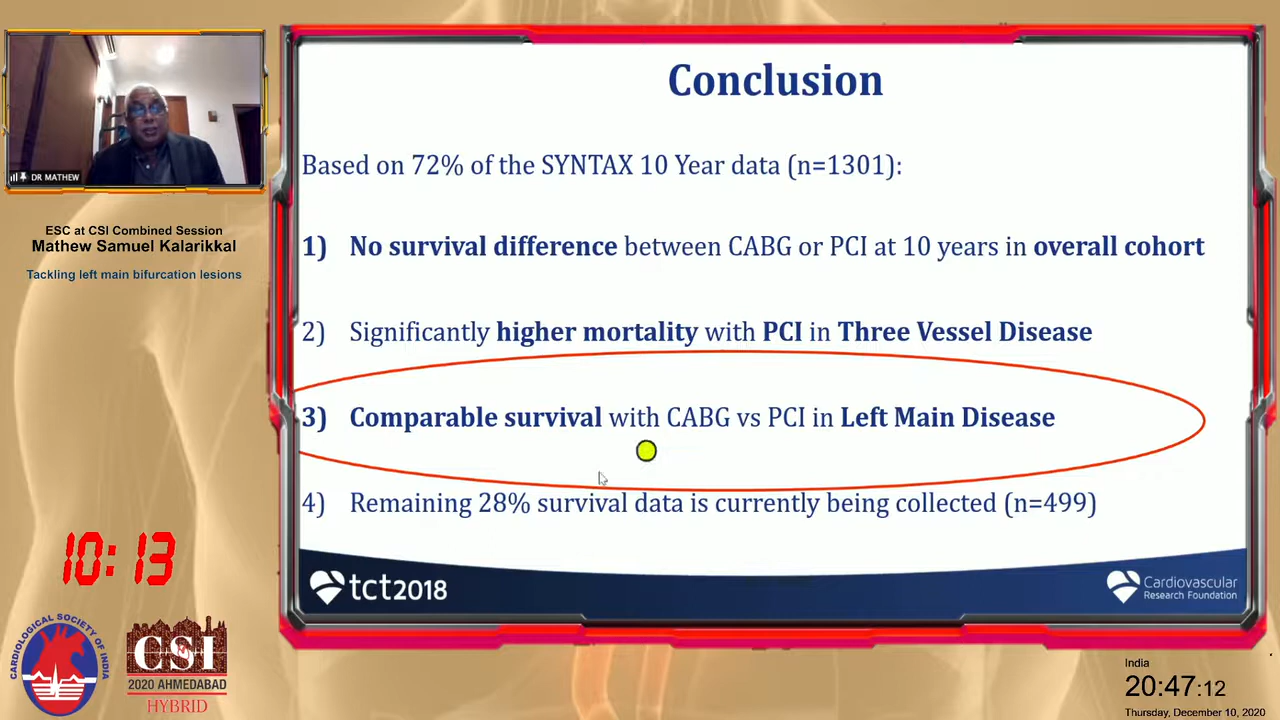 DR MATHEW
ESC at CSI Combined Session
Mathew Samuel Kalarikkal
Tackling left main bifurcation lesions
Conclusion
Based on 72% of the SYNTAX 10 Year data (n=1301):
1) No survival difference between CABG or PCI at 10 years in overall cohort
2) Significantly higher mortality with PCI in Three Vessel Disease
3) Comparable survival with CABG vs PCI in Left Main Disease
4) Remaining 28% survival data is currently being collected (n=499)
tct2018
Cardiovascular
Research Foundation
10:13
CARDIOLOGICAL SOCIETY OF INDIA
CSI
2020 AHMEDABAD
HYBRID
India
20:47:12
Thursday, December 10, 2020